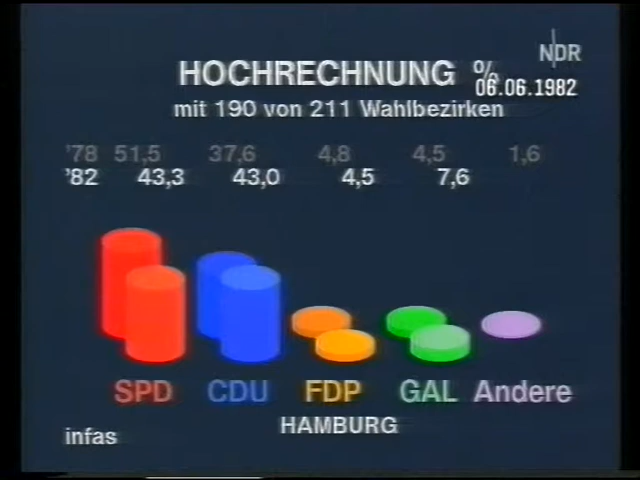 NDR
HOCHRECHNUNG %
06.06.1982
mit 190 von 211 Wahlbezirken
'78 51,5 37,6 4,8 4,5 1,6
'82 43,3 43,0 4,5 7,6
SPD CDU FDP GAL Andere
HAMBURG
infas